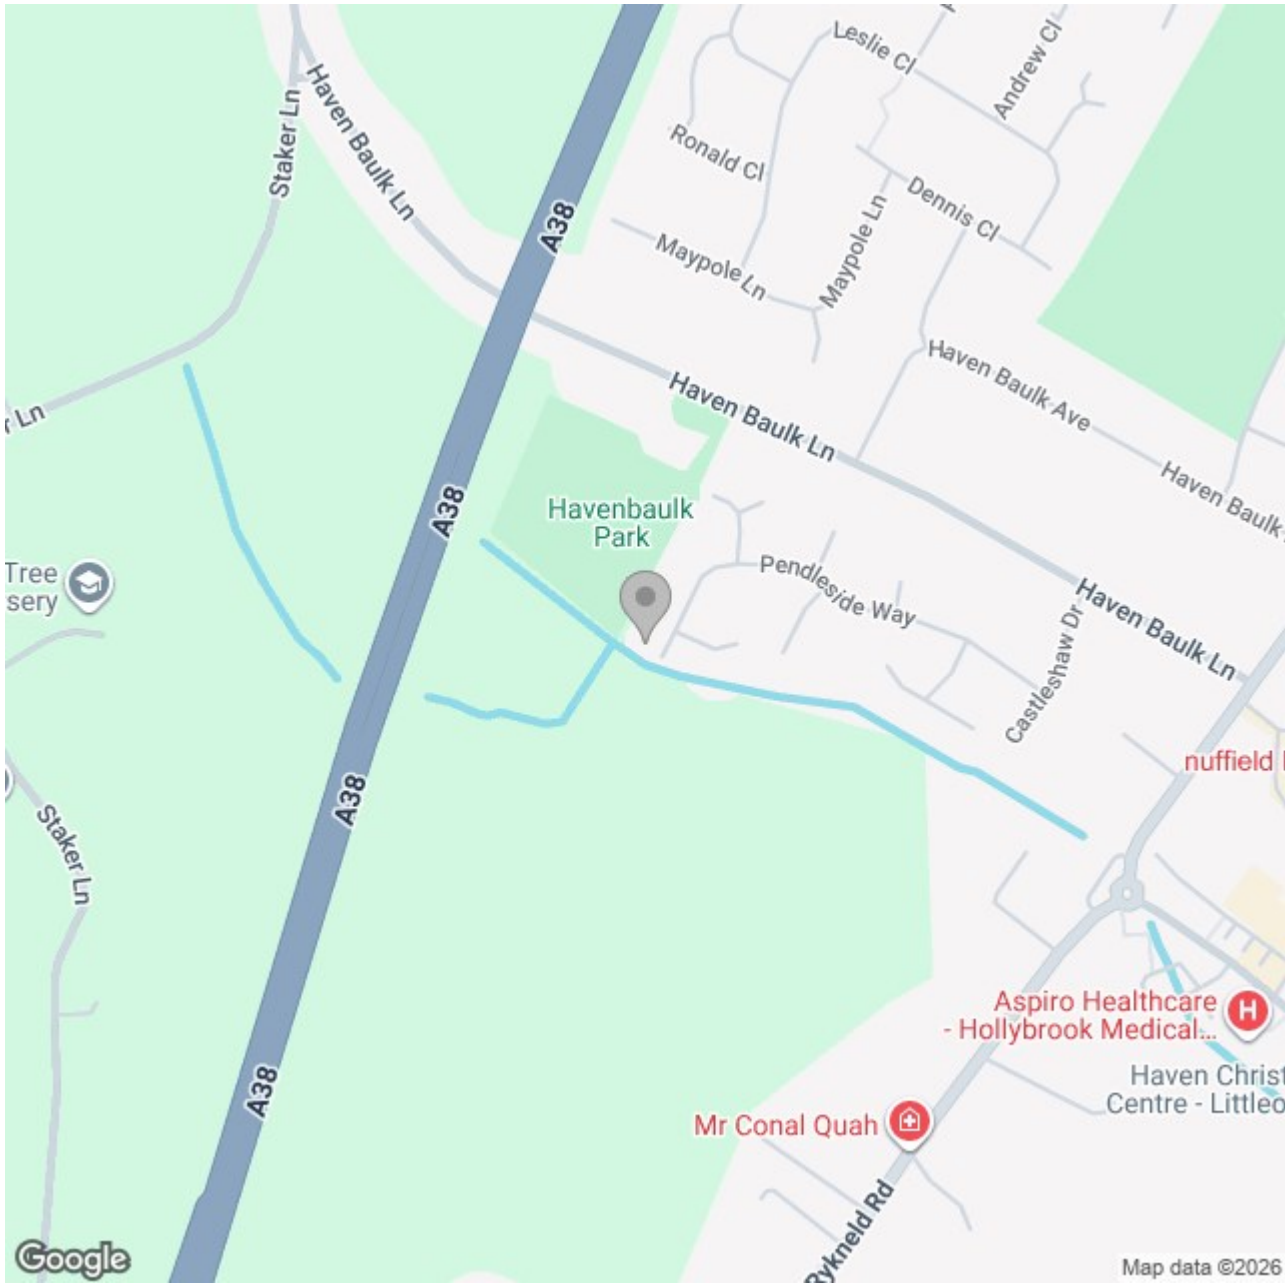 Leslie Cl
Andrew Cl
Haven Baulk Ln
Staker Ln
Ronald Cl
Dennis Cl
A38
Maypole Ln
Maypole Ln
Haven Baulk Ave
Haven Baulk Ln
Ln
Haven Baulk
A38
Havenbaulk
Park
Tree
sery
Pendleside Way
Haven Baulk Ln
Castleshaw Dr
nuffield
A38
Staker Ln
Aspiro Healthcare
- Hollybrook Medical...
H
Haven Christ
Centre - Littleo
A38
Mr Conal Quah
Rykneld Rd
Google
Map data ©2026